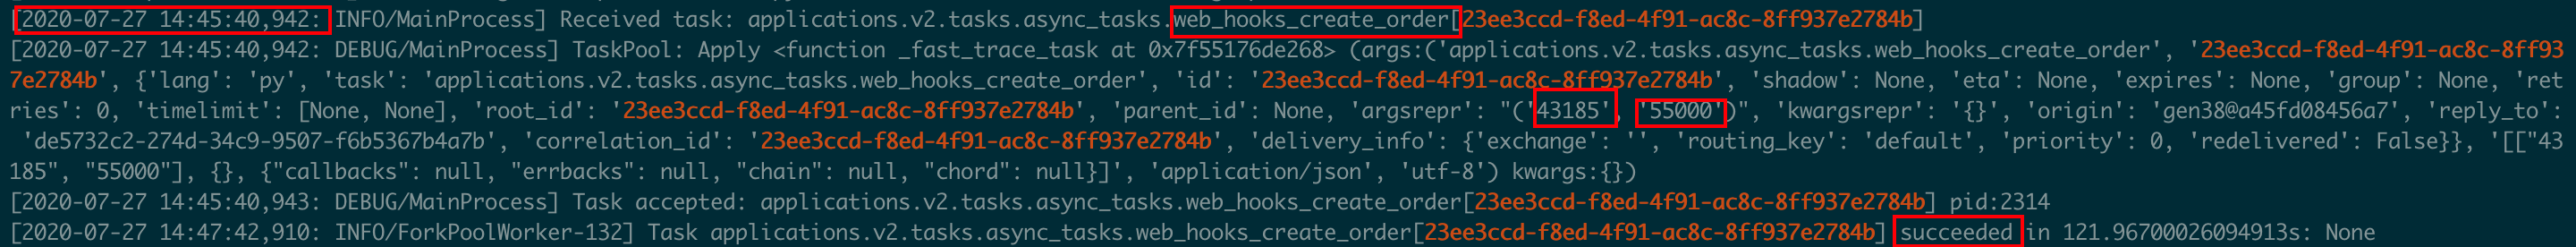 [2020-07-27 14:45:40,942: INFO/MainProcess] Received task: applications.v2.tasks.async_tasks.web_hooks_create_order[23ee3ccd-f8ed-4f91-ac8c-8ff937e2784b]
[2020-07-27 14:45:40,942: DEBUG/MainProcess] TaskPool: Apply <function _fast_trace_task at 0x7f55176de268> (args:('applications.v2.tasks.async_tasks.web_hooks_create_order', '23ee3ccd-f8ed-4f91-ac8c-8ff93
7e2784b', {'lang': 'py', 'task': 'applications.v2.tasks.async_tasks.web_hooks_create_order', 'id': '23ee3ccd-f8ed-4f91-ac8c-8ff937e2784b', 'shadow': None, 'eta': None, 'expires': None, 'group': None, 'ret
ries': 0, 'timelimit': [None, None], 'root_id': '23ee3ccd-f8ed-4f91-ac8c-8ff937e2784b', 'parent_id': None, 'argsrepr': "('43185', '55000')", 'kwargsrepr': '{}', 'origin': 'gen38@a45fd08456a7', 'reply_to':
'de5732c2-274d-34c9-9507-f6b5367b4a7b', 'correlation_id': '23ee3ccd-f8ed-4f91-ac8c-8ff937e2784b', 'delivery_info': {'exchange': '', 'routing_key': 'default', 'priority': 0, 'redelivered': False}}, '[["43
185", "55000"], {}, {"callbacks": null, "errbacks": null, "chain": null, "chord": null}]', 'application/json', 'utf-8') kwargs:{})
[2020-07-27 14:45:40,943: DEBUG/MainProcess] Task accepted: applications.v2.tasks.async_tasks.web_hooks_create_order[23ee3ccd-f8ed-4f91-ac8c-8ff937e2784b] pid:2314
[2020-07-27 14:47:42,910: INFO/ForkPoolWorker-132] Task applications.v2.tasks.async_tasks.web_hooks_create_order[23ee3ccd-f8ed-4f91-ac8c-8ff937e2784b] succeeded in 121.96700026094913s: None